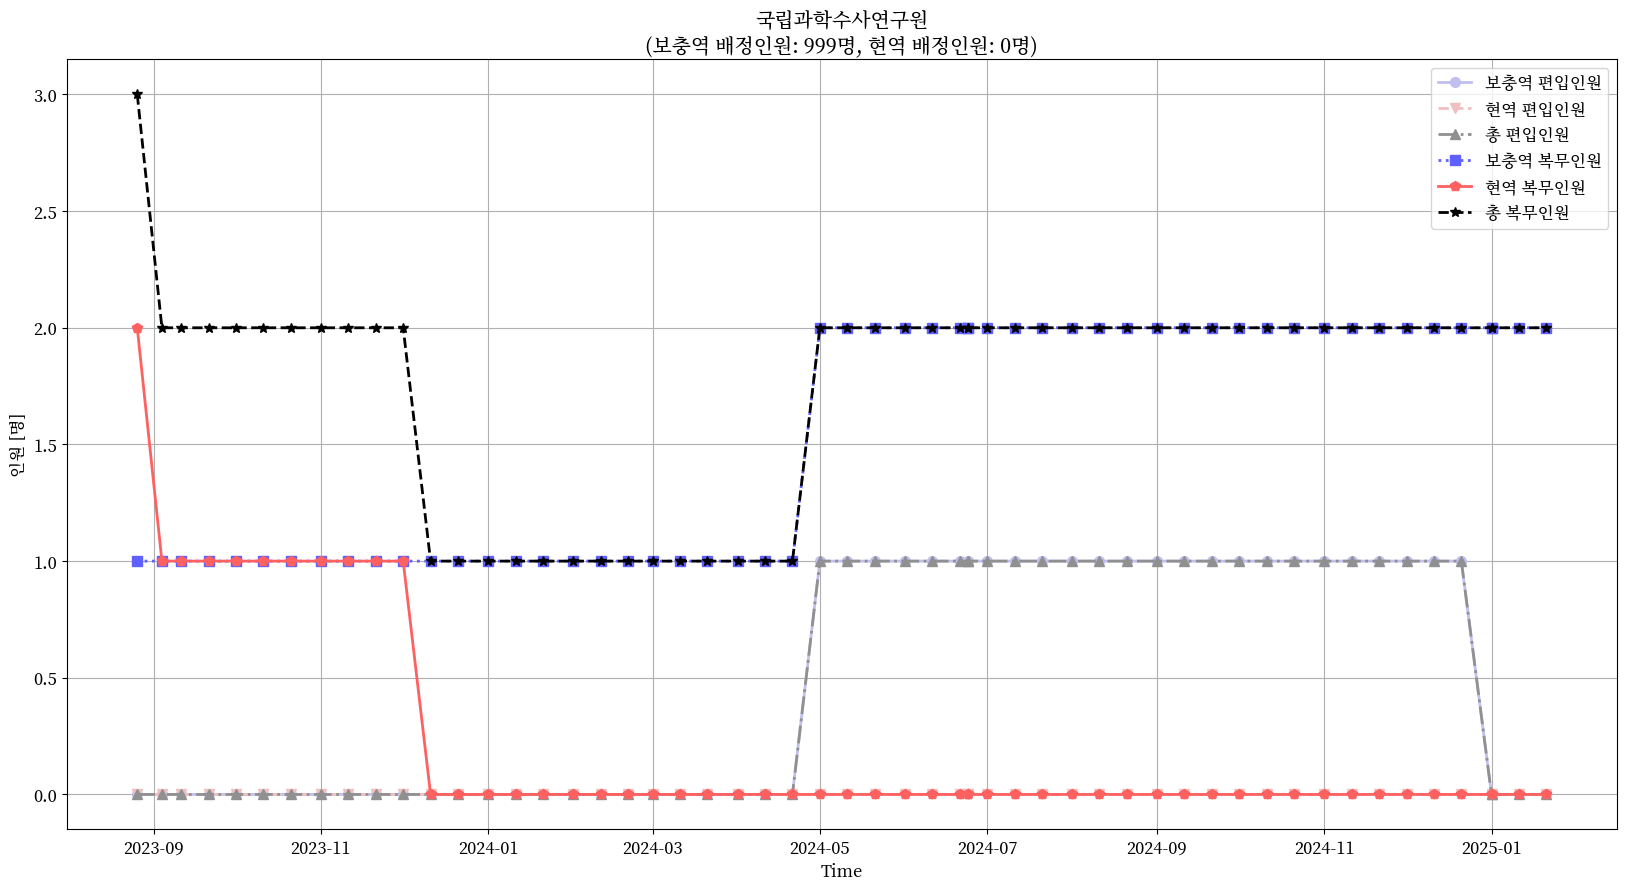 국립과학수사연구원
(보충역 배정인원: 999명, 현역 배정인원: 0명)
보충역 편입인원
현역 편입인원
총 편입인원
보충역 복무인원
현역 복무인원
총 복무인원
인원 [명]
3.0
2.5
2.0
1.5
1.0
0.5
0.0
2023-09 2023-11 2024-01 2024-03 2024-05 2024-07 2024-09 2024-11 2025-01
Time